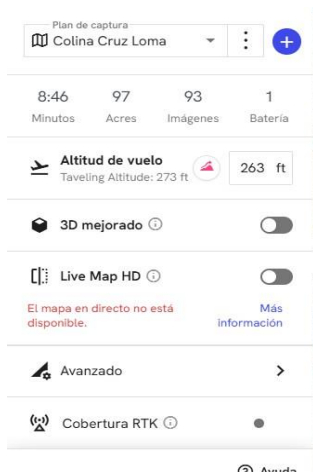 Plan de captura
Colina Cruz Loma
8:46 97 93 1
Minutos Acres Imágenes Batería
Altitud de vuelo
Taveling Altitude: 273 ft
263 ft
3D mejorado
Live Map HD
El mapa en directo no está
disponible.
Más
información
Avanzado
Cobertura RTK
Ayuda